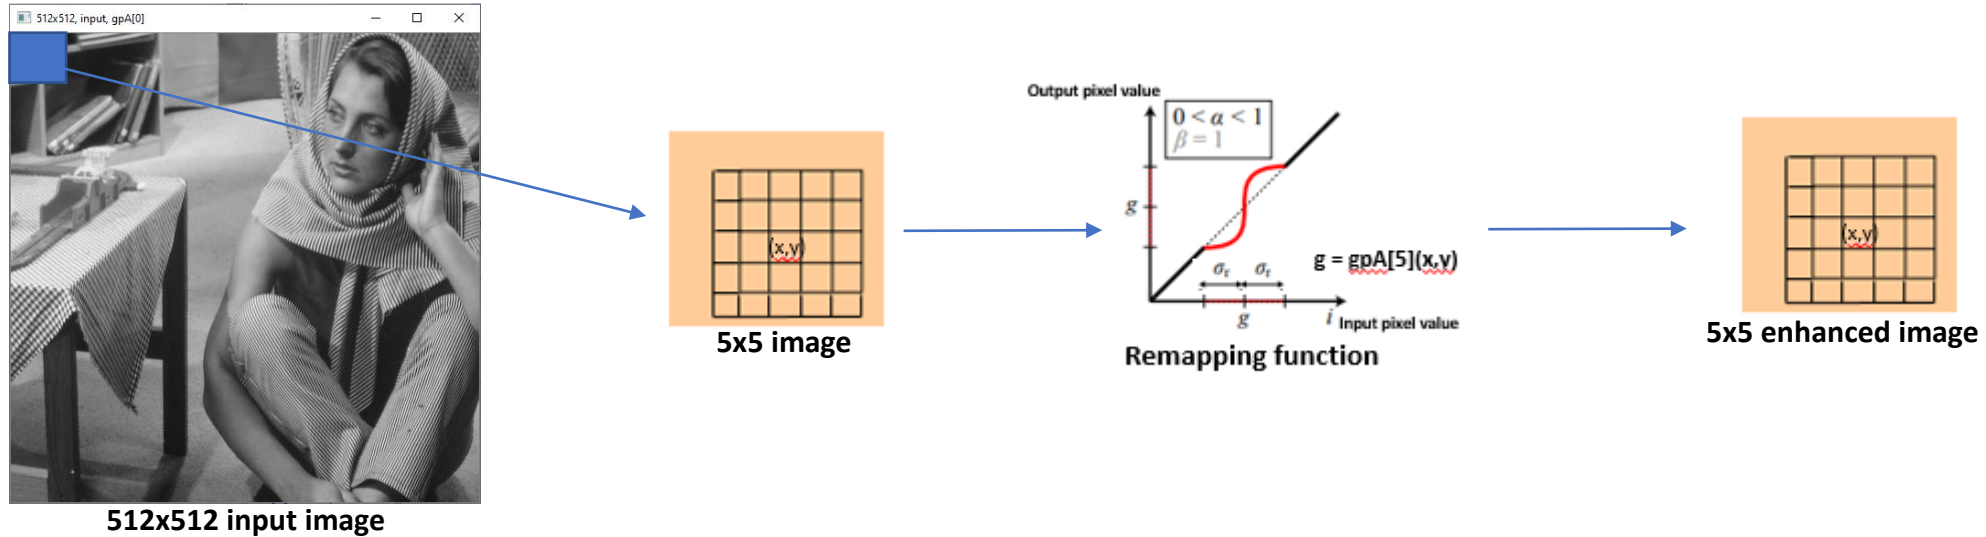 512x512, input, gpA[0]
512x512 input image
(x,y)
5x5 image
Output pixel value
0 < α < 1
β = 1
g
σr σr
g = gpA[5](x,y)
g
i Input pixel value
Remapping function
(x,y)
5x5 enhanced image